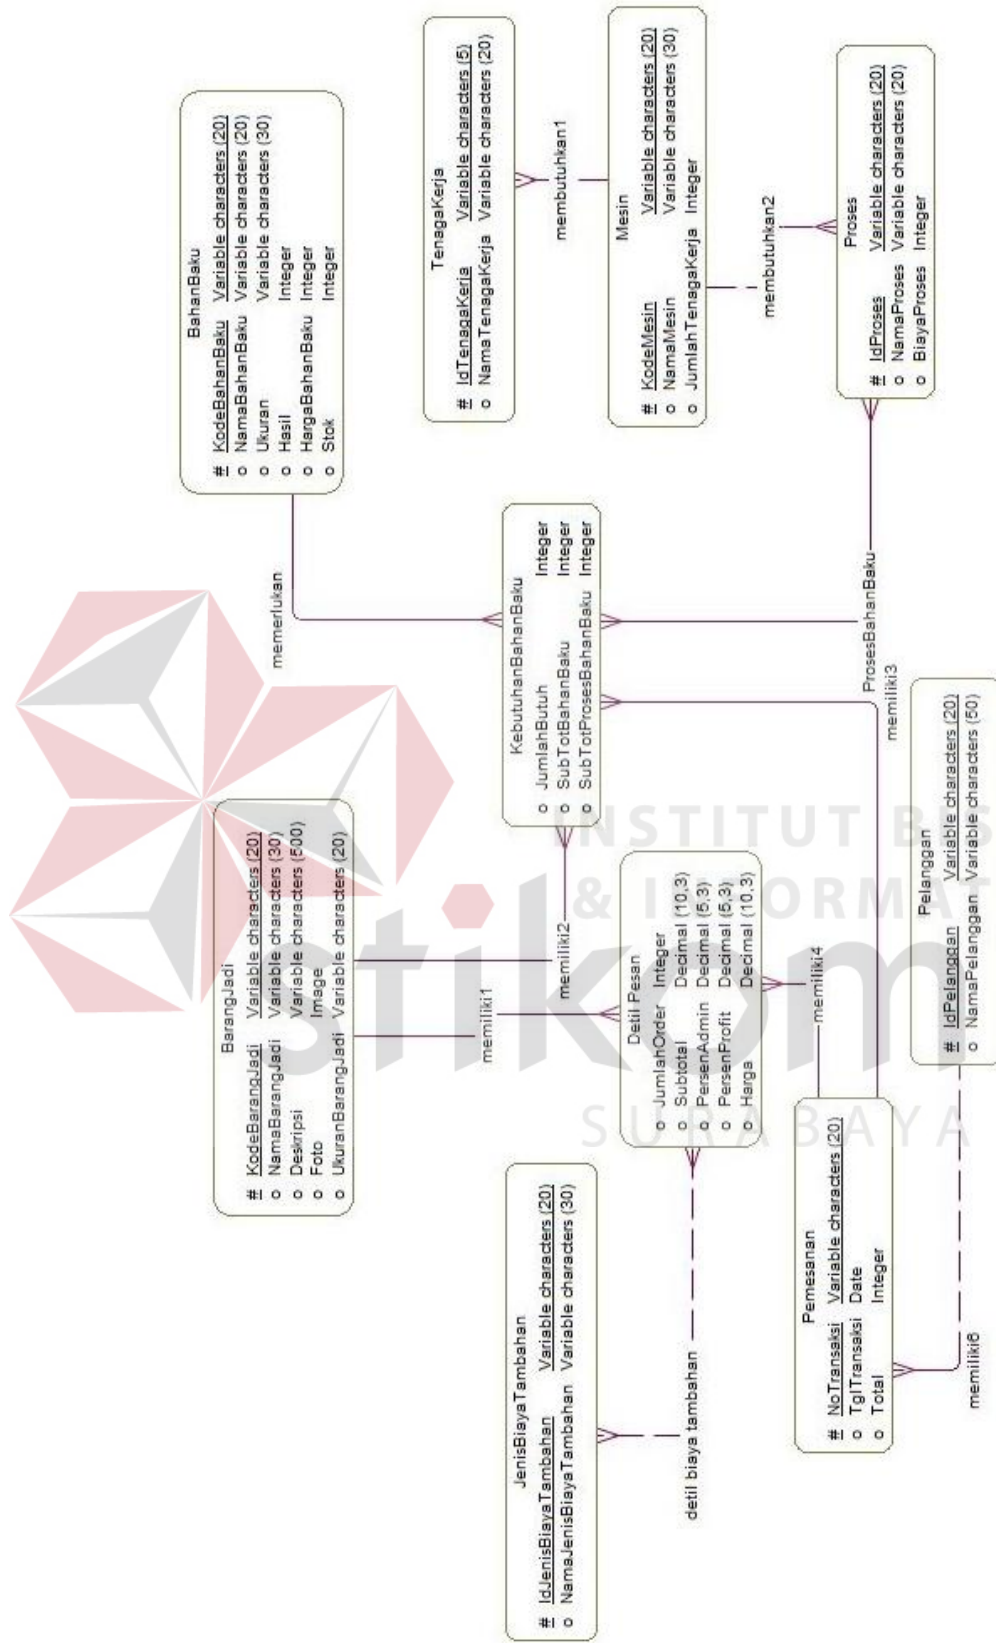 BahanBaku
# KodeBahanBaku Variable characters (20)
o NamaBahanBaku Variable characters (20)
o Ukuran Variable characters (30)
o Hasil Integer
o HargaBahanBaku Integer
o Stok Integer
TenagaKerja
# IdTenagaKerja Variable characters (5)
o NamaTenagaKerja Variable characters (20)
membutuhkan1
Mesin
# KodeMesin Variable characters (20)
o NamaMesin Variable characters (30)
o JumlahTenagaKerja Integer
membutuhkan2
Proses
# IdProses Variable characters (20)
o NamaProses Variable characters (20)
o BiayaProses Integer
memerlukan
KebutuhanBahanBaku
o JumlahButuh Integer
o SubTotBahanBaku Integer
o SubTotProsesBahanBaku Integer
ProsesBahanBaku
memiliki3
BarangJadi
# KodeBarangJadi Variable characters (20)
o NamaBarangJadi Variable characters (30)
o Deskripsi Variable characters (500)
o Foto Image
o UkuranBarangJadi Variable characters (20)
memiliki1
memiliki2
Detil Pesan
o JumlahOrder Integer
o Subtotal Decimal (10,3)
o PersenAdmin Decimal (5,3)
o PersenProfit Decimal (5,3)
o Harga Decimal (10,3)
memiliki4
Pelanggan
# IdPelanggan Variable characters (20)
o NamaPelanggan Variable characters (50)
JenisBiayaTambahan
# IdJenisBiayaTambahan Variable characters (20)
o NamaJenisBiayaTambahan Variable characters (30)
detil biaya tambahan
Pemesanan
# NoTransaksi Variable characters (20)
o TglTransaksi Date
o Total Integer
memiliki6
INSTITUT BIS
& INFORMAT
stikom
SURABAYA